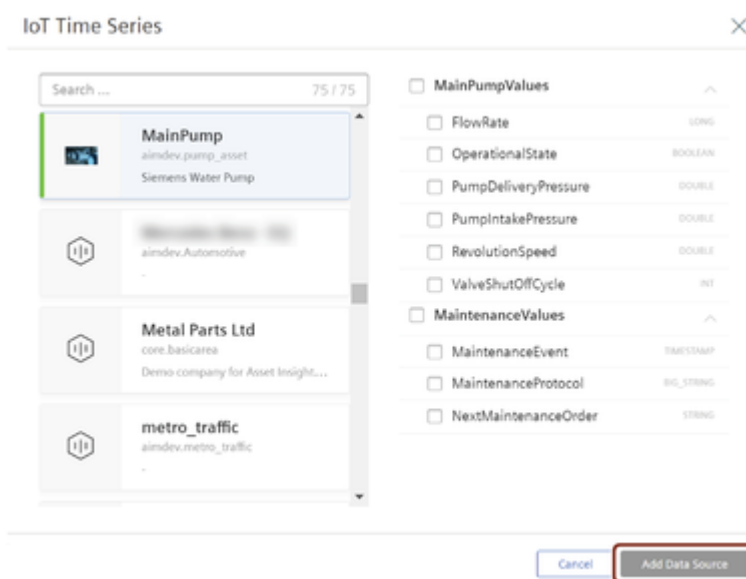 IoT Time Series
Search ...
75 / 75
MainPump
aimdev.pump_asset
Siemens Water Pump
aimdev.Automotive
-
Metal Parts Ltd
core.basicarea
Demo company for Asset Insight,...
metro_traffic
aimdev.metro_traffic
-
MainPumpValues
FlowRate LONG
OperationalState BOOLEAN
PumpDeliveryPressure DOUBLE
PumpIntakePressure DOUBLE
RevolutionSpeed DOUBLE
ValveShutOffCycle INT
MaintenanceValues
MaintenanceEvent TIMESTAMP
MaintenanceProtocol BIG_STRING
NextMaintenanceOrder STRING
Cancel
Add Data Source